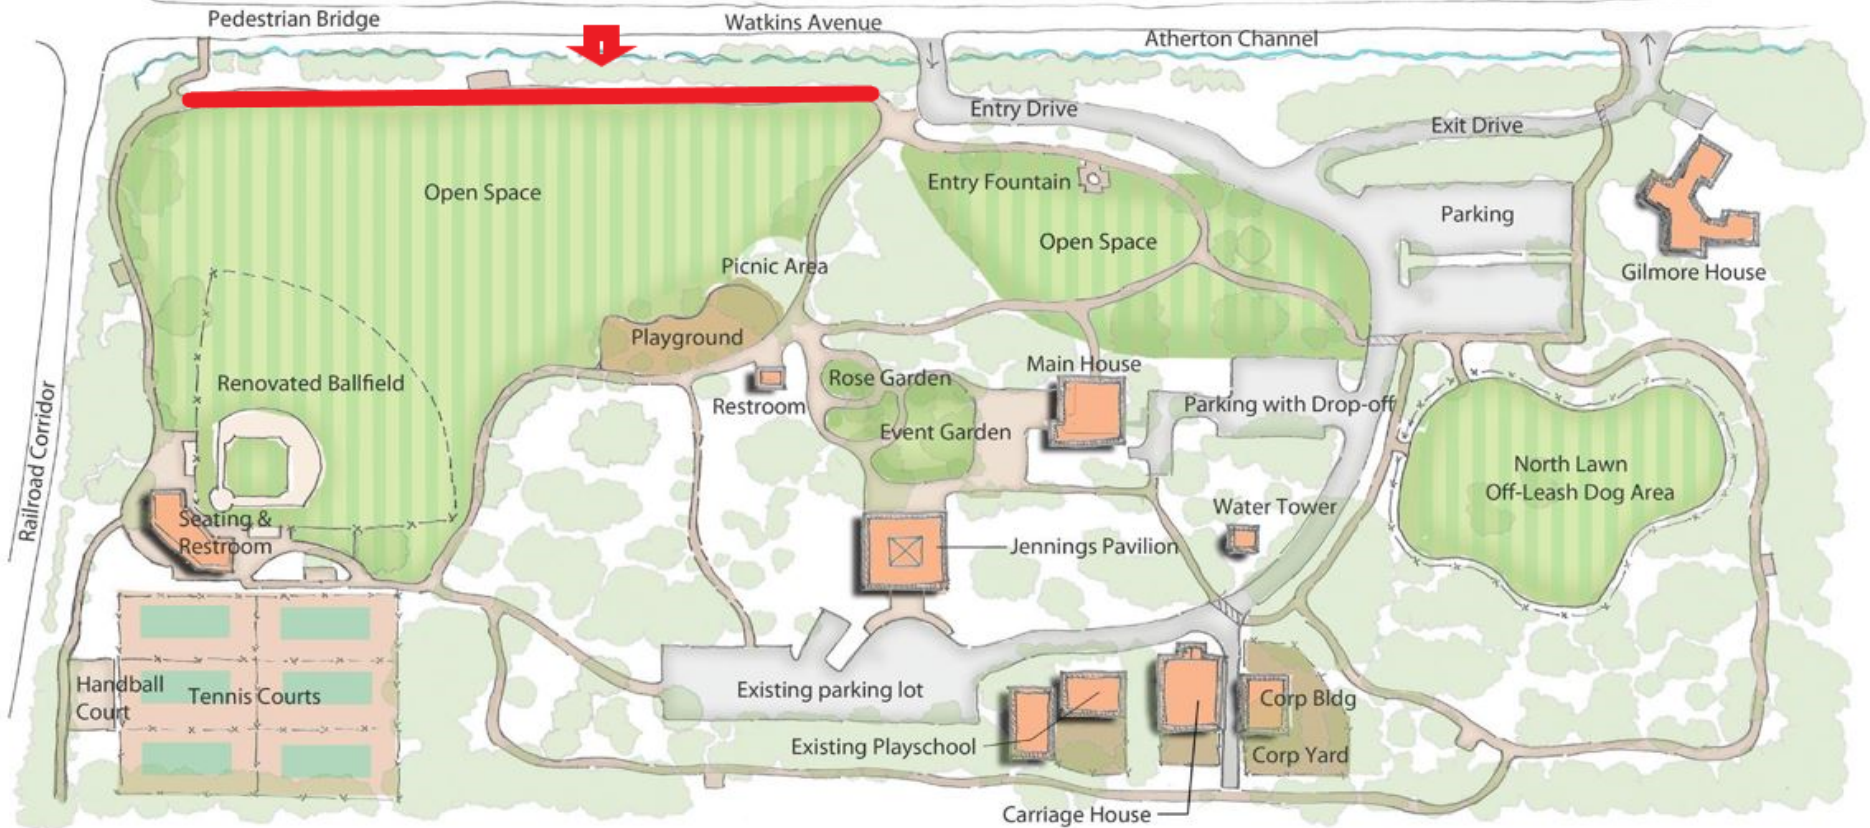 Pedestrian Bridge
Watkins Avenue
Atherton Channel
!
Entry Drive
Exit Drive
Open Space
Entry Fountain
Parking
Open Space
Picnic Area
Gilmore House
Playground
Main House
Renovated Ballfield
Rose Garden
Restroom
Parking with Drop-off
Event Garden
Railroad Corridor
North Lawn
Off-Leash Dog Area
Water Tower
Seating &
Restroom
Jennings Pavilion
Handball
Court
Tennis Courts
Existing parking lot
Corp Bldg
Existing Playschool
Corp Yard
Carriage House